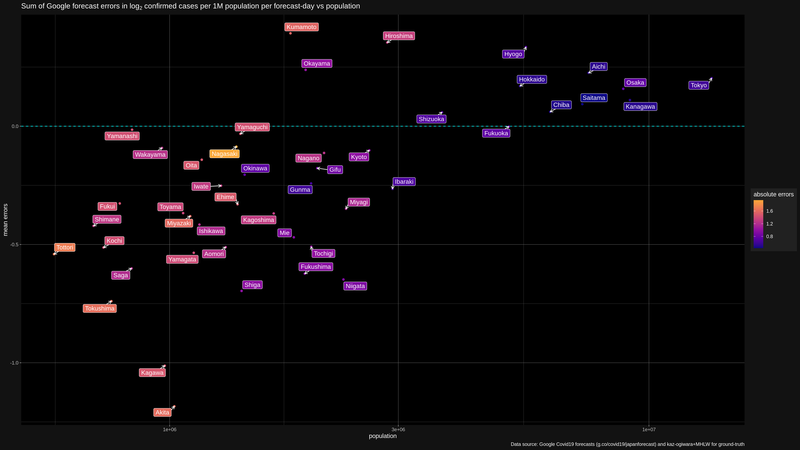 Sum of Google forecast errors in log2 confirmed cases per 1M population per forecast-day vs population
Kumamoto
Hiroshima
Hyogo
Okayama
Aichi
Hokkaido
Osaka
Tokyo
Saitama
Chiba
Kanagawa
Shizuoka
0.0
Yamaguchi
Fukuoka
Yamanashi
Wakayama
Nagasaki
Nagano
Kyoto
Oita
Okinawa
Gifu
Ibaraki
Iwate
Gunma
absolute errors
1.6
1.2
0.8
Ehime
Miyagi
Fukui
Toyama
Shimane
Miyazaki
Kagoshima
mean errors
Ishikawa
Mie
Kochi
-0.5
Tottori
Aomori
Tochigi
Yamagata
Fukushima
Saga
Shiga
Niigata
Tokushima
-1.0
Kagawa
Akita
1e+06
3e+06
1e+07
population
Data source: Google Covid19 forecasts (g.co/covid19/japanforecast) and kaz-ogiwara+MHLW for ground-truth